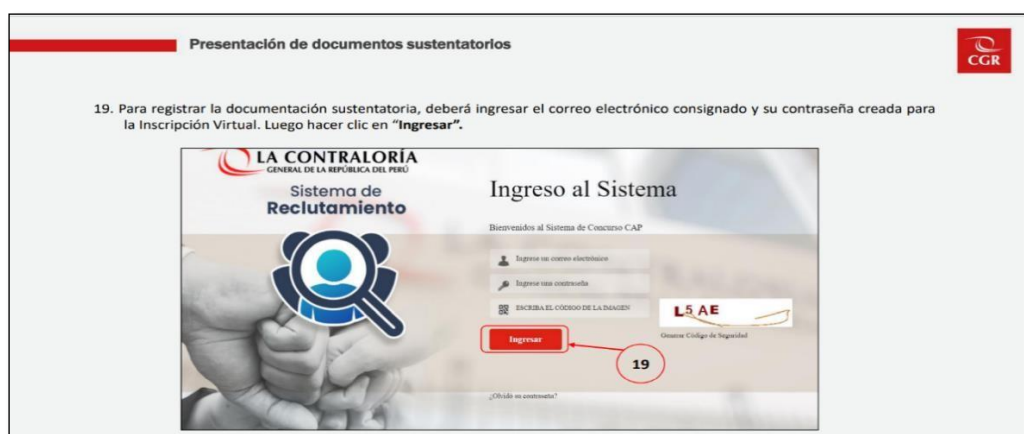 Presentación de documentos sustentatorios
CGR
19. Para registrar la documentación sustentatoria, deberá ingresar el correo electrónico consignado y su contraseña creada para
la Inscripción Virtual. Luego hacer clic en “Ingresar”.
LA CONTRALORÍA
GENERAL DE LA REPÚBLICA DEL PERÚ
Sistema de
Reclutamiento
Ingreso al Sistema
Bienvenidos al Sistema de Concurso CAP
Ingrese un correo electrónico
Ingrese una contraseña
ESCRIBA EL CÓDIGO DE LA IMAGEN
L5 AE
Generar Código de Seguridad
Ingresar
19
¿Olvidó su contraseña?